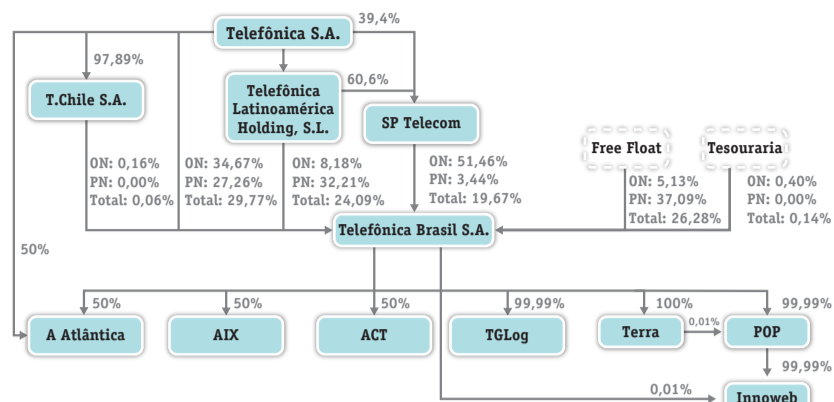 Telefônica S.A.
39,4%
97,89%
T.Chile S.A.
Telefônica
Latinoamérica
Holding, S.L.
60,6%
SP Telecom
Free Float
Tesouraria
ON: 0,16%
PN: 0,00%
Total: 0,06%
ON: 34,67%
PN: 27,26%
Total: 29,77%
ON: 8,18%
PN: 32,21%
Total: 24,09%
ON: 51,46%
PN: 3,44%
Total: 19,67%
ON: 5,13%
PN: 37,09%
Total: 26,28%
ON: 0,40%
PN: 0,00%
Total: 0,14%
Telefônica Brasil S.A.
50%
50%
50%
50%
99,99%
100%
99,99%
A Atlântica
AIX
ACT
TGLog
Terra
0,01%
POP
99,99%
0,01%
Innoweb